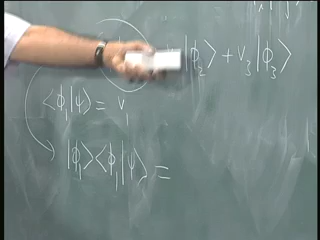 |ϕ₂⟩ + v₃|ϕ₃⟩
⟨ϕ₁|ψ⟩ = v₁
|ϕ₁⟩⟨ϕ₁|ψ⟩ =